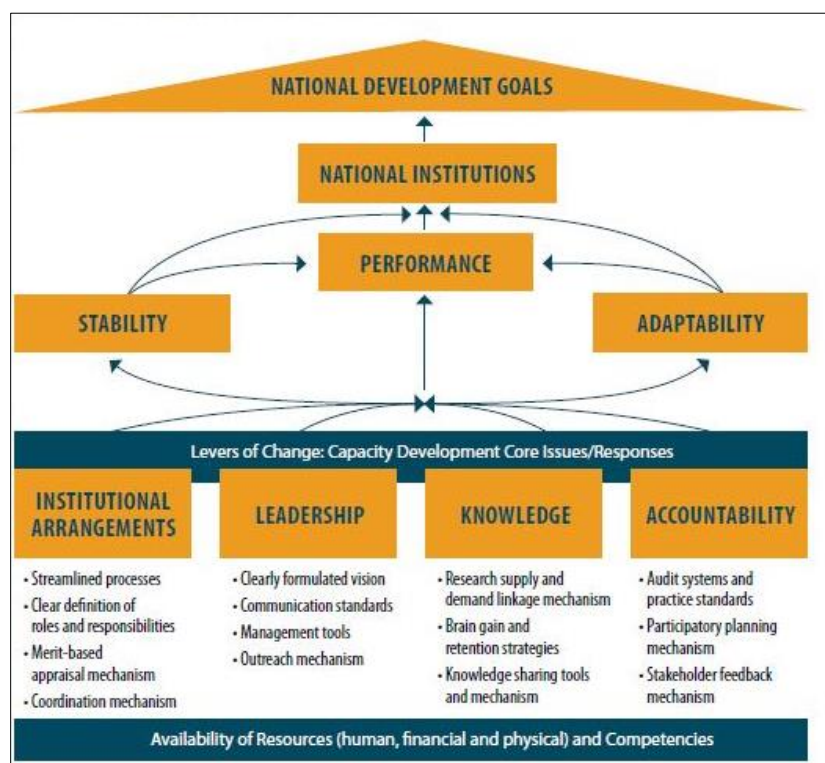 NATIONAL DEVELOPMENT GOALS
NATIONAL INSTITUTIONS
PERFORMANCE
STABILITY
ADAPTABILITY
Levers of Change: Capacity Development Core Issues/Responses
INSTITUTIONAL
ARRANGEMENTS
• Streamlined processes
• Clear definition of
roles and responsibilities
• Merit-based
appraisal mechanism
• Coordination mechanism
LEADERSHIP
• Clearly formulated vision
• Communication standards
• Management tools
• Outreach mechanism
KNOWLEDGE
• Research supply and
demand linkage mechanism
• Brain gain and
retention strategies
• Knowledge sharing tools
and mechanism
ACCOUNTABILITY
• Audit systems and
practice standards
• Participatory planning
mechanism
• Stakeholder feedback
mechanism
Availability of Resources (human, financial and physical) and Competencies